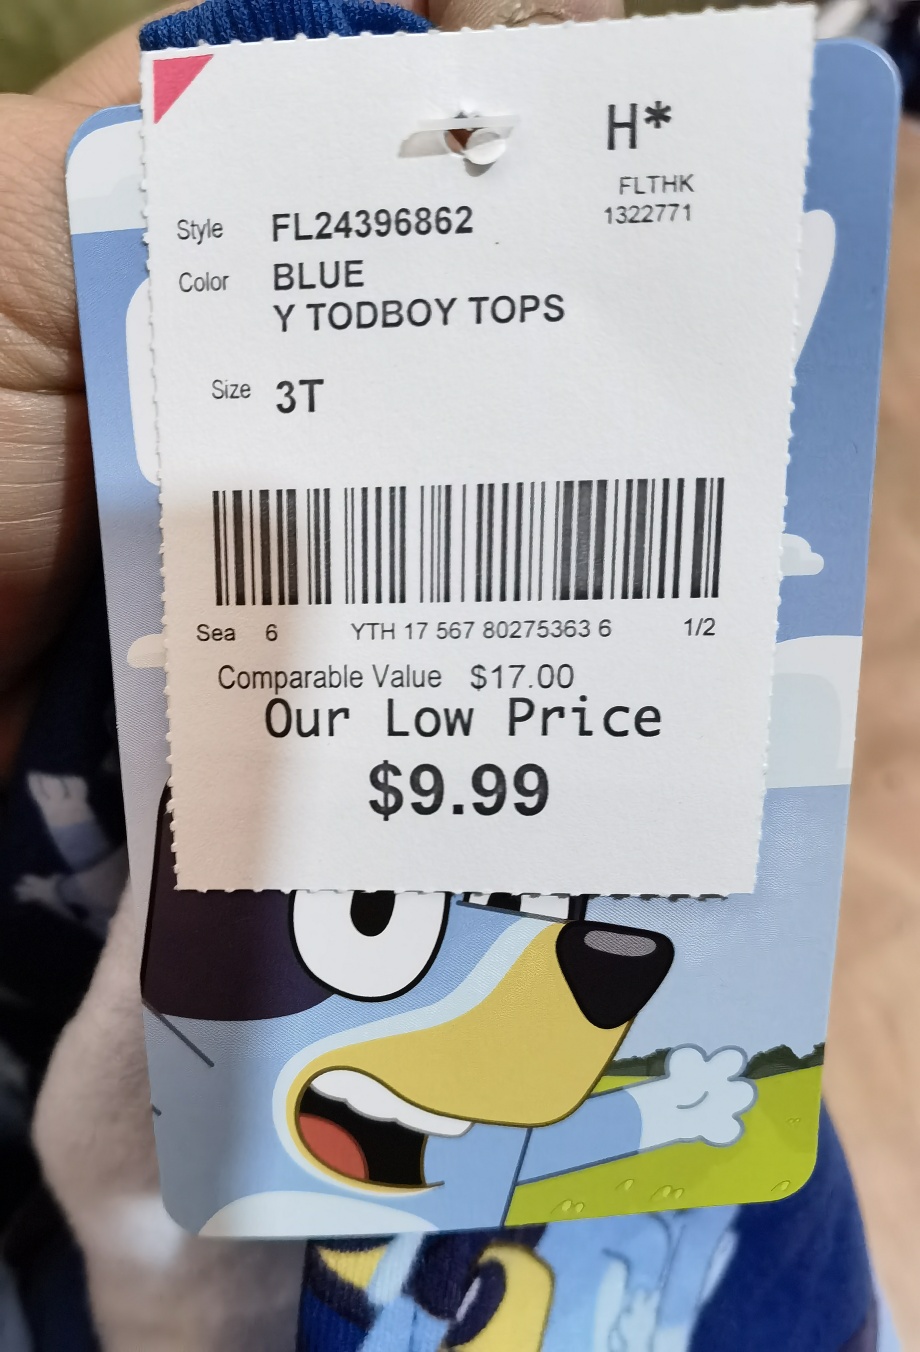 H*
FLTHK
1322771
Style FL24396862
Color BLUE
Y TODBOY TOPS
Size 3T
Sea 6 YTH 17 567 80275363 6 1/2
Comparable Value $17.00
Our Low Price
$9.99